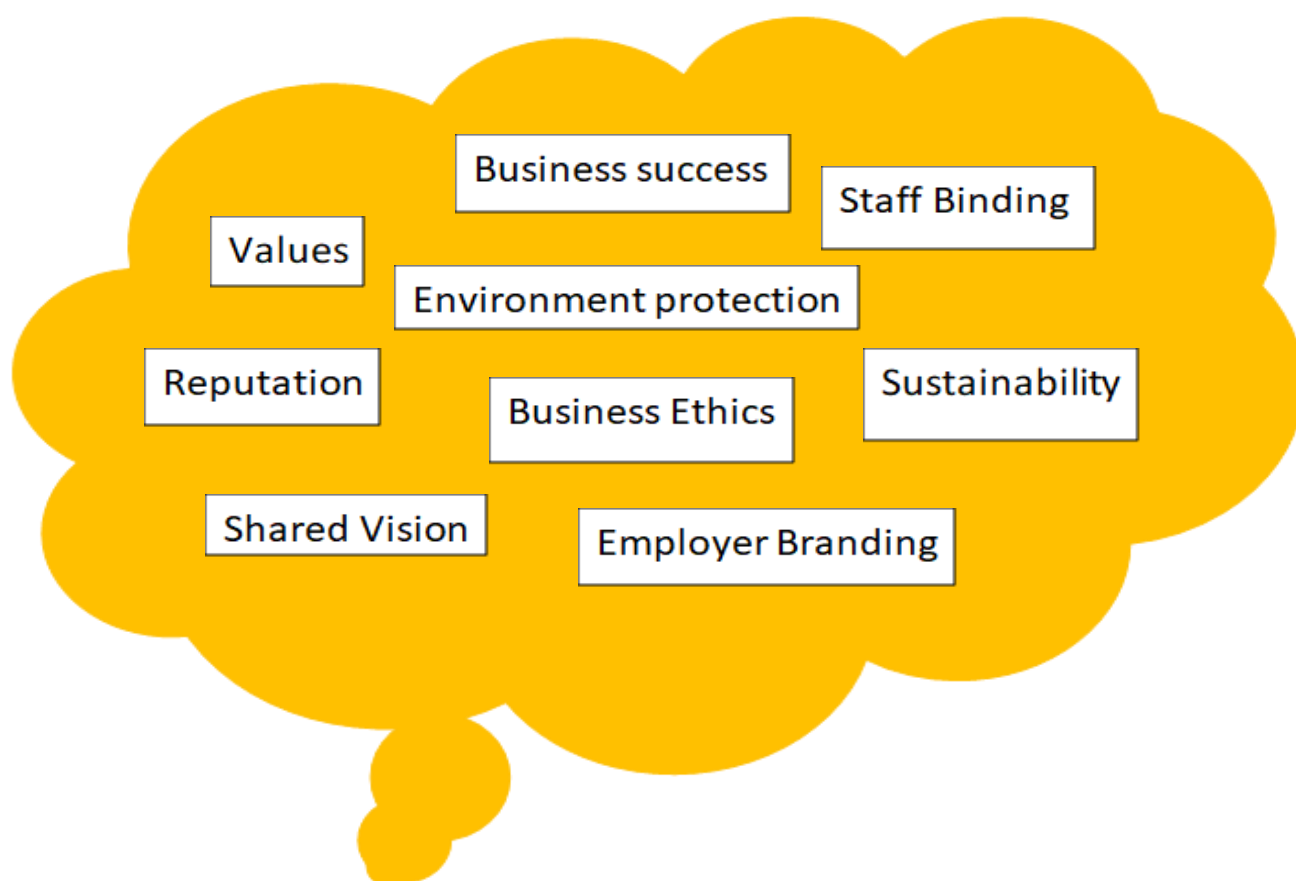 Business success
Staff Binding
Values
Environment protection
Reputation
Sustainability
Business Ethics
Shared Vision
Employer Branding